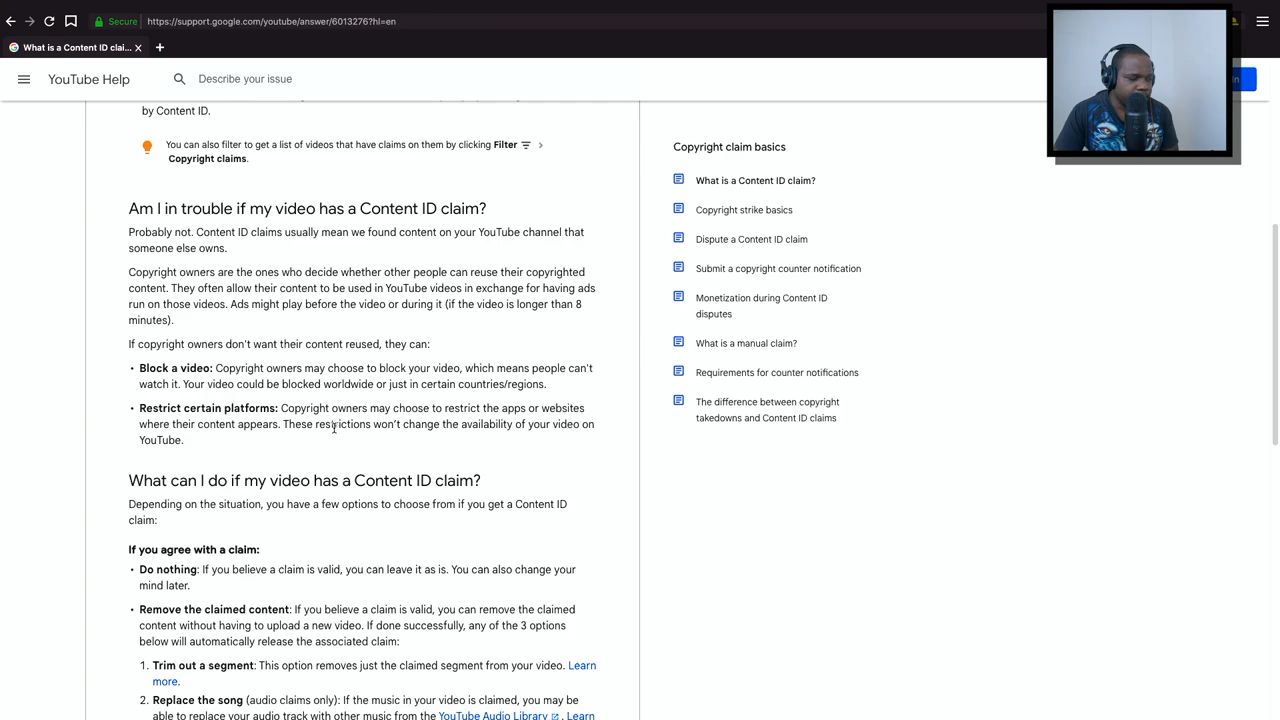 Secure
https://support.google.com/youtube/answer/6013276?hl=en
What is a Content ID clai...
YouTube Help
Describe your issue
by Content ID.
You can also filter to get a list of videos that have claims on them by clicking Filter
Copyright claims.
Am I in trouble if my video has a Content ID claim?
Probably not. Content ID claims usually mean we found content on your YouTube channel that
someone else owns.
Copyright owners are the ones who decide whether other people can reuse their copyrighted
content. They often allow their content to be used in YouTube videos in exchange for having ads
run on those videos. Ads might play before the video or during it (if the video is longer than 8
minutes).
If copyright owners don't want their content reused, they can:
• Block a video: Copyright owners may choose to block your video, which means people can't
watch it. Your video could be blocked worldwide or just in certain countries/regions.
• Restrict certain platforms: Copyright owners may choose to restrict the apps or websites
where their content appears. These restrictions won't change the availability of your video on
YouTube.
What can I do if my video has a Content ID claim?
Depending on the situation, you have a few options to choose from if you get a Content ID
claim:
If you agree with a claim:
• Do nothing: If you believe a claim is valid, you can leave it as is. You can also change your
mind later.
• Remove the claimed content: If you believe a claim is valid, you can remove the claimed
content without having to upload a new video. If done successfully, any of the 3 options
below will automatically release the associated claim:
1. Trim out a segment: This option removes just the claimed segment from your video. Learn
more.
2. Replace the song (audio claims only): If the music in your video is claimed, you may be
able to replace your audio track with other music from the YouTube Audio Library . Learn
Copyright claim basics
What is a Content ID claim?
Copyright strike basics
Dispute a Content ID claim
Submit a copyright counter notification
Monetization during Content ID
disputes
What is a manual claim?
Requirements for counter notifications
The difference between copyright
takedowns and Content ID claims